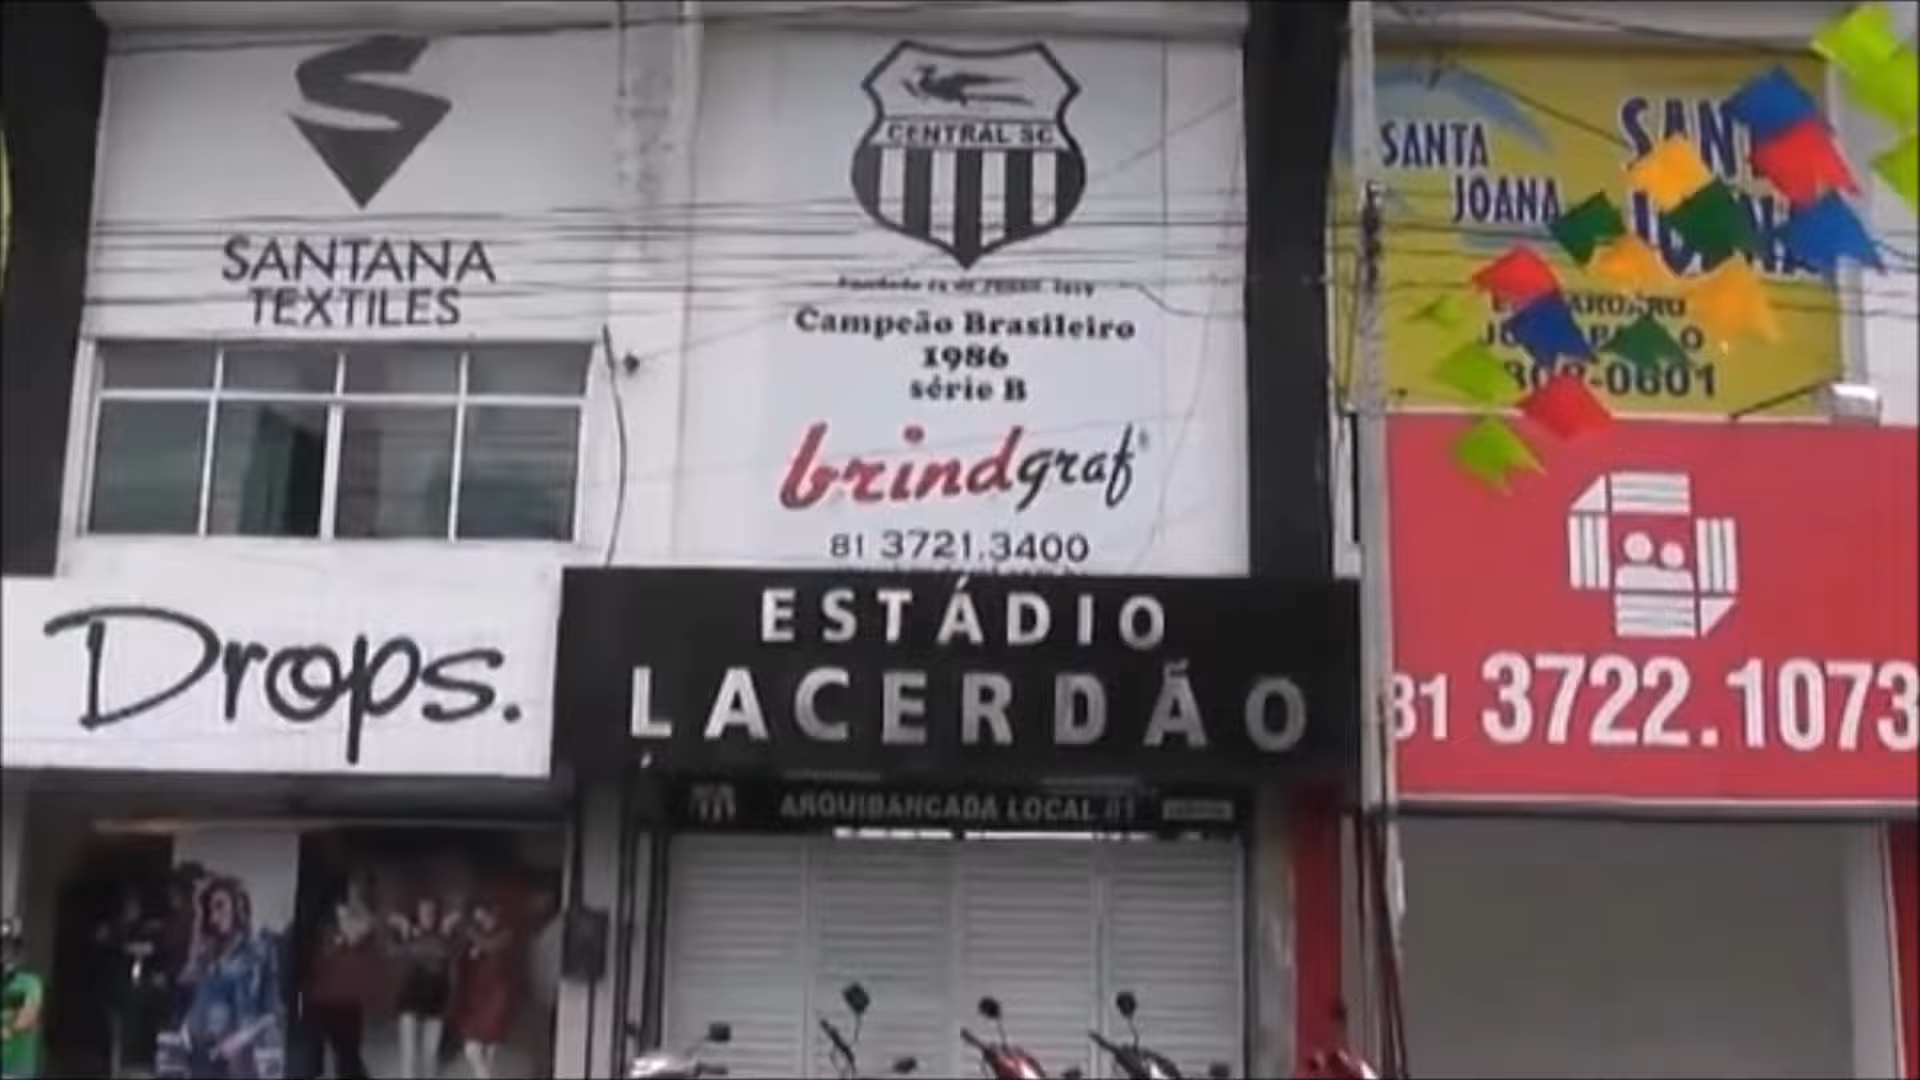 SANTANA
TEXTILES
Drops.
CENTRAL SC
Campeão Brasileiro
1986
série B
brindgraf
81 3721.3400
ESTÁDIO
LACERDÃO
ARQUIBANCADA LOCAL 01
SANTA
JOANA
81 3722.1073